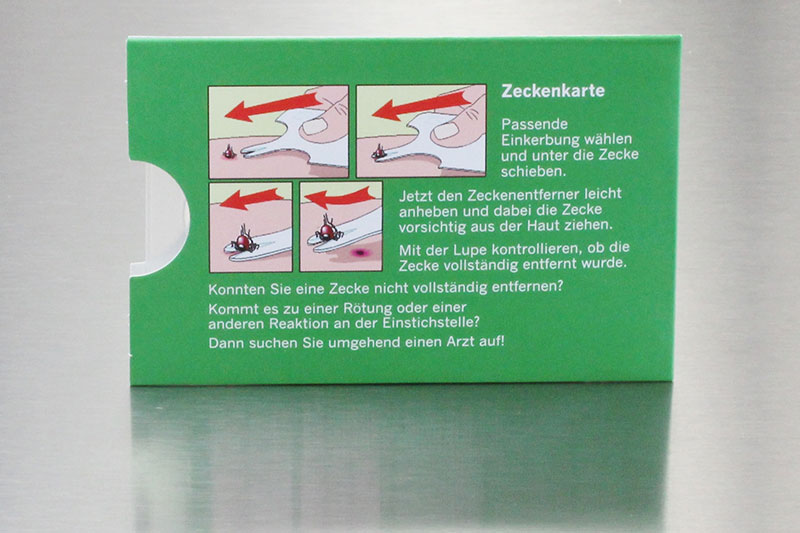 Zeckenkarte
Passende
Einkerbung wählen
und unter die Zecke
schieben.
Jetzt den Zeckenentferner leicht
anheben und dabei die Zecke
vorsichtig aus der Haut ziehen.
Mit der Lupe kontrollieren, ob die
Zecke vollständig entfernt wurde.
Konnten Sie eine Zecke nicht vollständig entfernen?
Kommt es zu einer Rötung oder einer
anderen Reaktion an der Einstichstelle?
Dann suchen Sie umgehend einen Arzt auf!